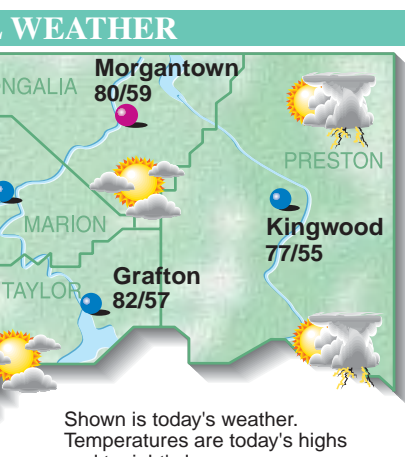 WEATHER
Morgantown
80/59
PRESTON
MARION
Kingwood
77/55
Grafton
82/57
TAYLOR
Shown is today's weather.
Temperatures are today's highs